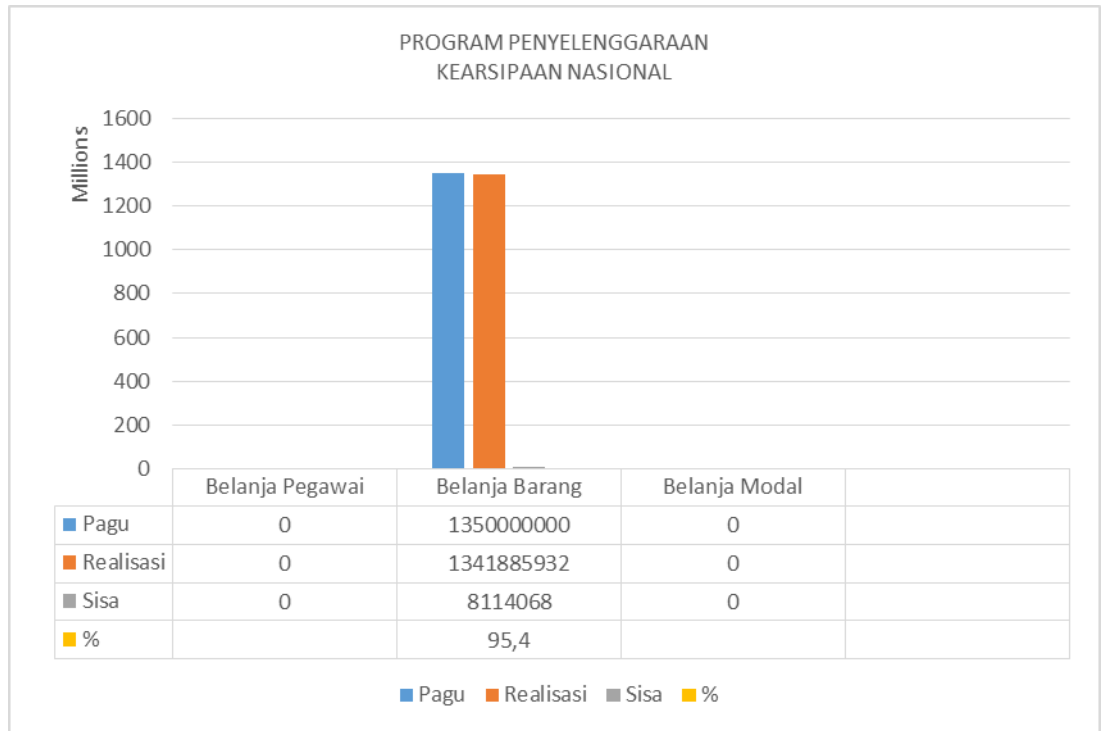 PROGRAM PENYELENGGARAAN
KEARSIPAAN NASIONAL
Millions
1600
1400
1200
1000
800
600
400
200
0
Belanja Pegawai Belanja Barang Belanja Modal
Pagu 0 1350000000 0
Realisasi 0 1341885932 0
Sisa 0 8114068 0
% 95,4
Pagu Realisasi Sisa %